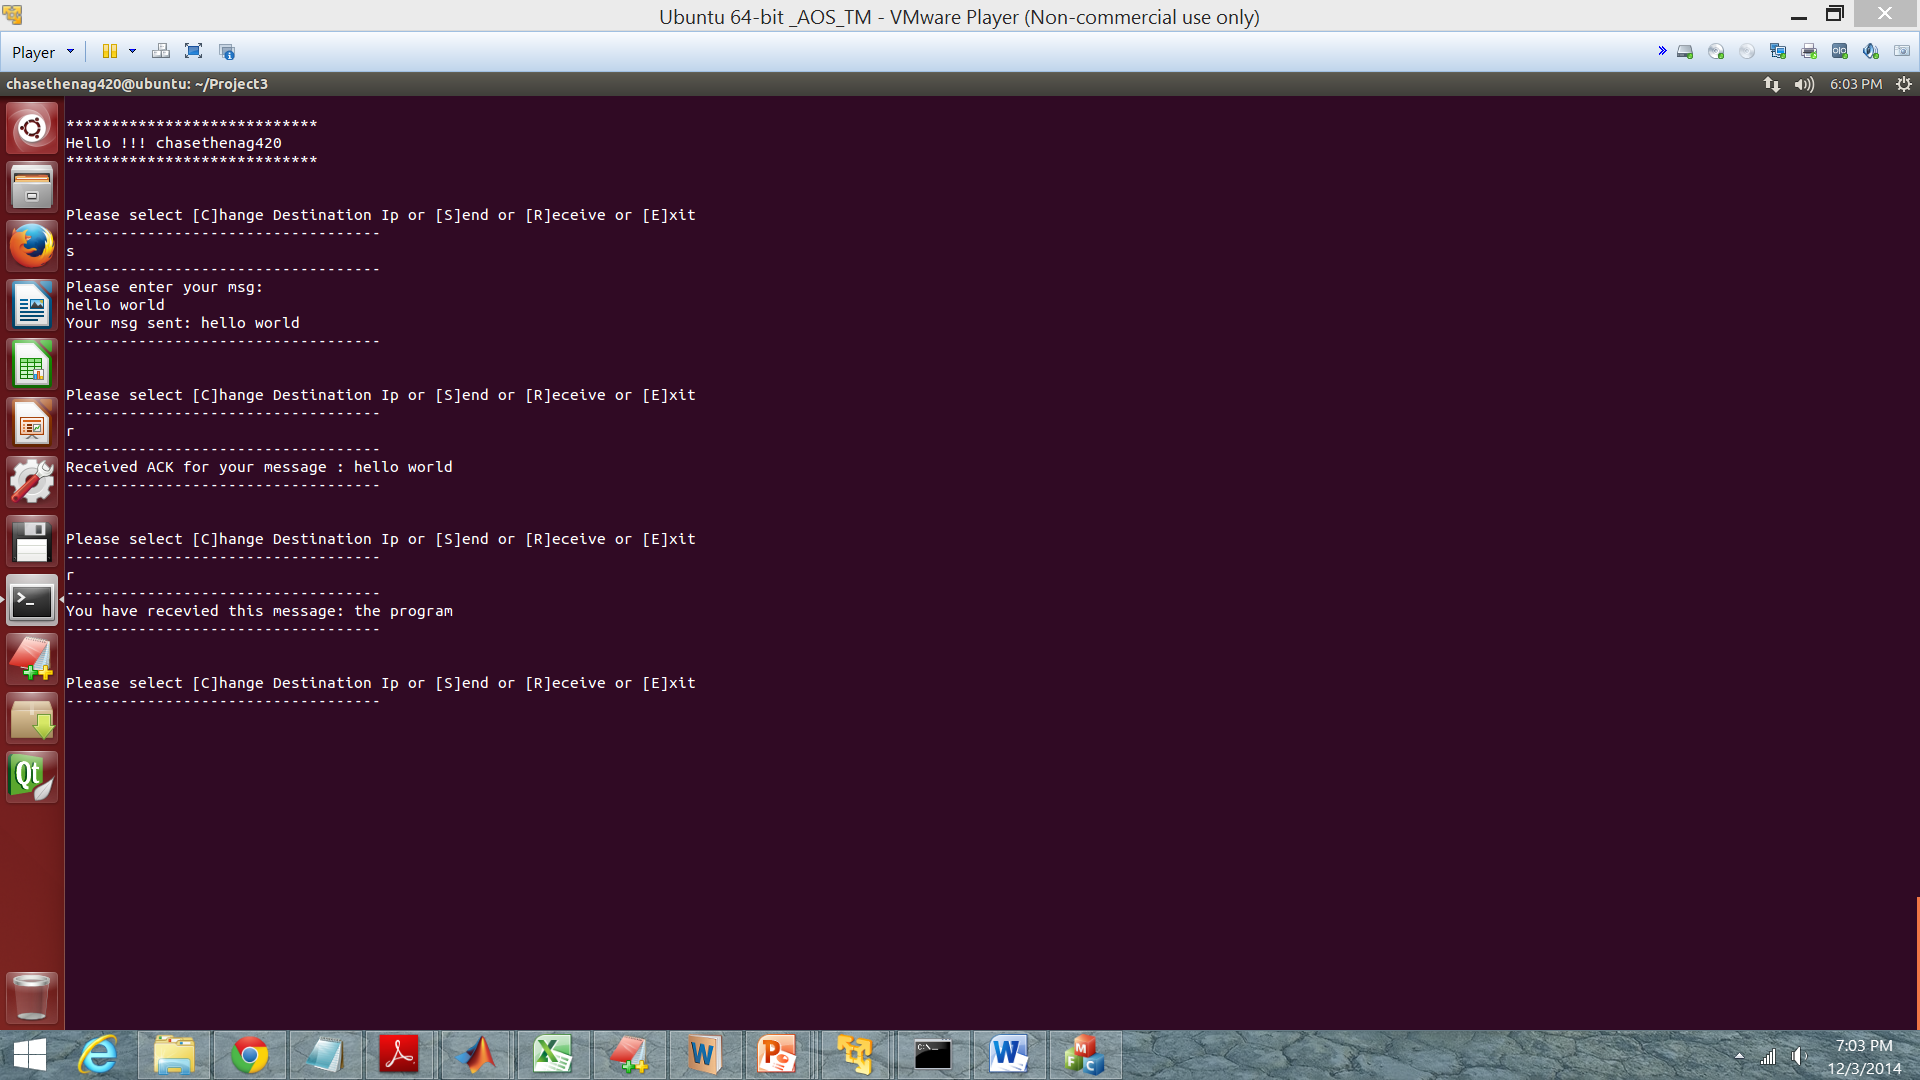 Ubuntu 64-bit _AOS_TM - VMware Player (Non-commercial use only)
Player
chasethenag420@ubuntu: ~/Project3
6:03 PM
****************************
Hello !!! chasethenag420
****************************
Please select [C]hange Destination Ip or [S]end or [R]eceive or [E]xit
-----------------------------------
s
-----------------------------------
Please enter your msg:
hello world
Your msg sent: hello world
-----------------------------------
Please select [C]hange Destination Ip or [S]end or [R]eceive or [E]xit
-----------------------------------
r
-----------------------------------
Received ACK for your message : hello world
-----------------------------------
Please select [C]hange Destination Ip or [S]end or [R]eceive or [E]xit
-----------------------------------
r
-----------------------------------
You have recevied this message: the program
-----------------------------------
Please select [C]hange Destination Ip or [S]end or [R]eceive or [E]xit
-----------------------------------
Qt
7:03 PM
12/3/2014